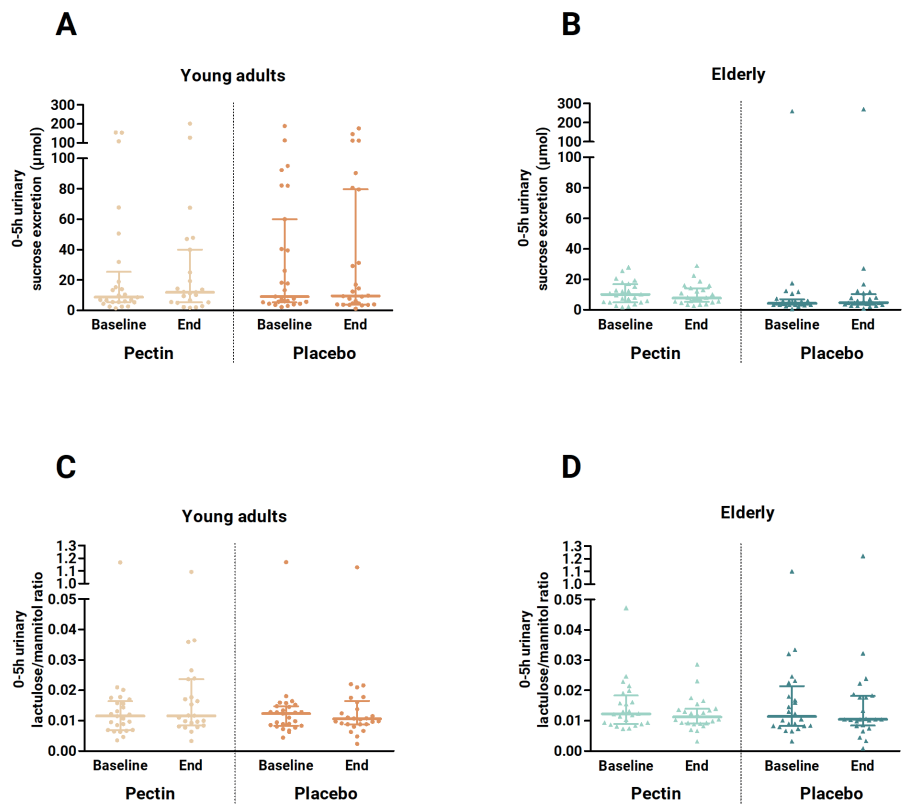 A
Young adults
0-5h urinary
sucrose excretion (µmol)
300
200
100
100
80
60
40
20
0
Baseline End Baseline End
Pectin Placebo
B
Elderly
0-5h urinary
sucrose excretion (µmol)
300
200
100
100
80
60
40
20
0
Baseline End Baseline End
Pectin Placebo
C
Young adults
0-5h urinary
lactulose/mannitol ratio
1.3
1.2
1.1
1.0
0.05
0.04
0.03
0.02
0.01
0.00
Baseline End Baseline End
Pectin Placebo
D
Elderly
0-5h urinary
lactulose/mannitol ratio
1.3
1.2
1.1
1.0
0.05
0.04
0.03
0.02
0.01
0.00
Baseline End Baseline End
Pectin Placebo